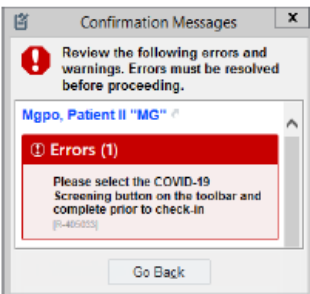 Confirmation Messages
Review the following errors and
warnings. Errors must be resolved
before proceeding.
Mgpo, Patient II "MG"
Errors (1)
Please select the COVID-19
Screening button on the toolbar and
complete prior to check-in
Go Back